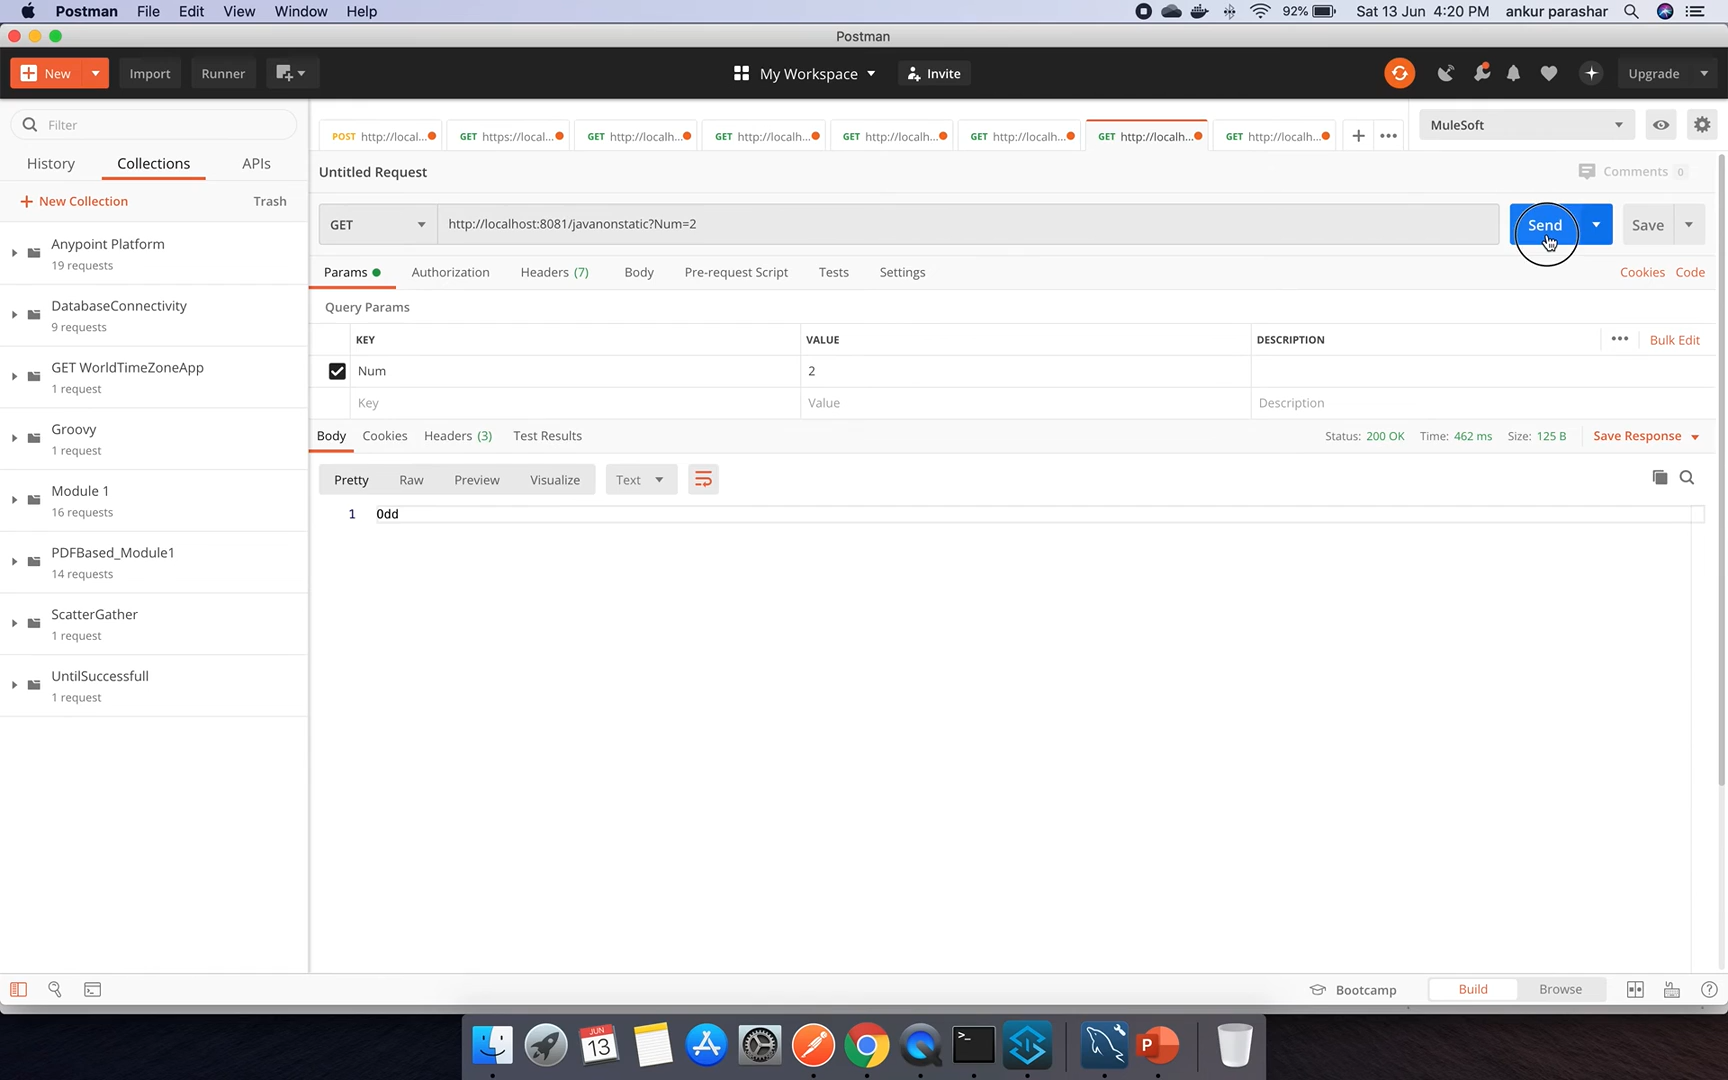 Postman File Edit View Window Help 92% Sat 13 Jun 4:20 PM ankur parashar
Postman
New Import Runner My Workspace Invite Upgrade
Filter
History Collections APIs
New Collection Trash
Anypoint Platform
19 requests
DatabaseConnectivity
9 requests
GET WorldTimeZoneApp
1 request
Groovy
1 request
Module 1
16 requests
PDFBased_Module1
14 requests
ScatterGather
1 request
UntilSuccessfull
1 request
POST http://local... GET https://local... GET http://localh... GET http://localh... GET http://localh... GET http://localh... GET http://localh... GET http://localh... MuleSoft
Untitled Request Comments 0
GET http://localhost:8081/javanonstatic?Num=2 Send Save
Params Authorization Headers (7) Body Pre-request Script Tests Settings Cookies Code
Query Params
KEY VALUE DESCRIPTION Bulk Edit
Num 2
Key Value Description
Body Cookies Headers (3) Test Results Status: 200 OK Time: 462 ms Size: 125 B Save Response
Pretty Raw Preview Visualize Text
1 Odd
Bootcamp Build Browse
JUN
13